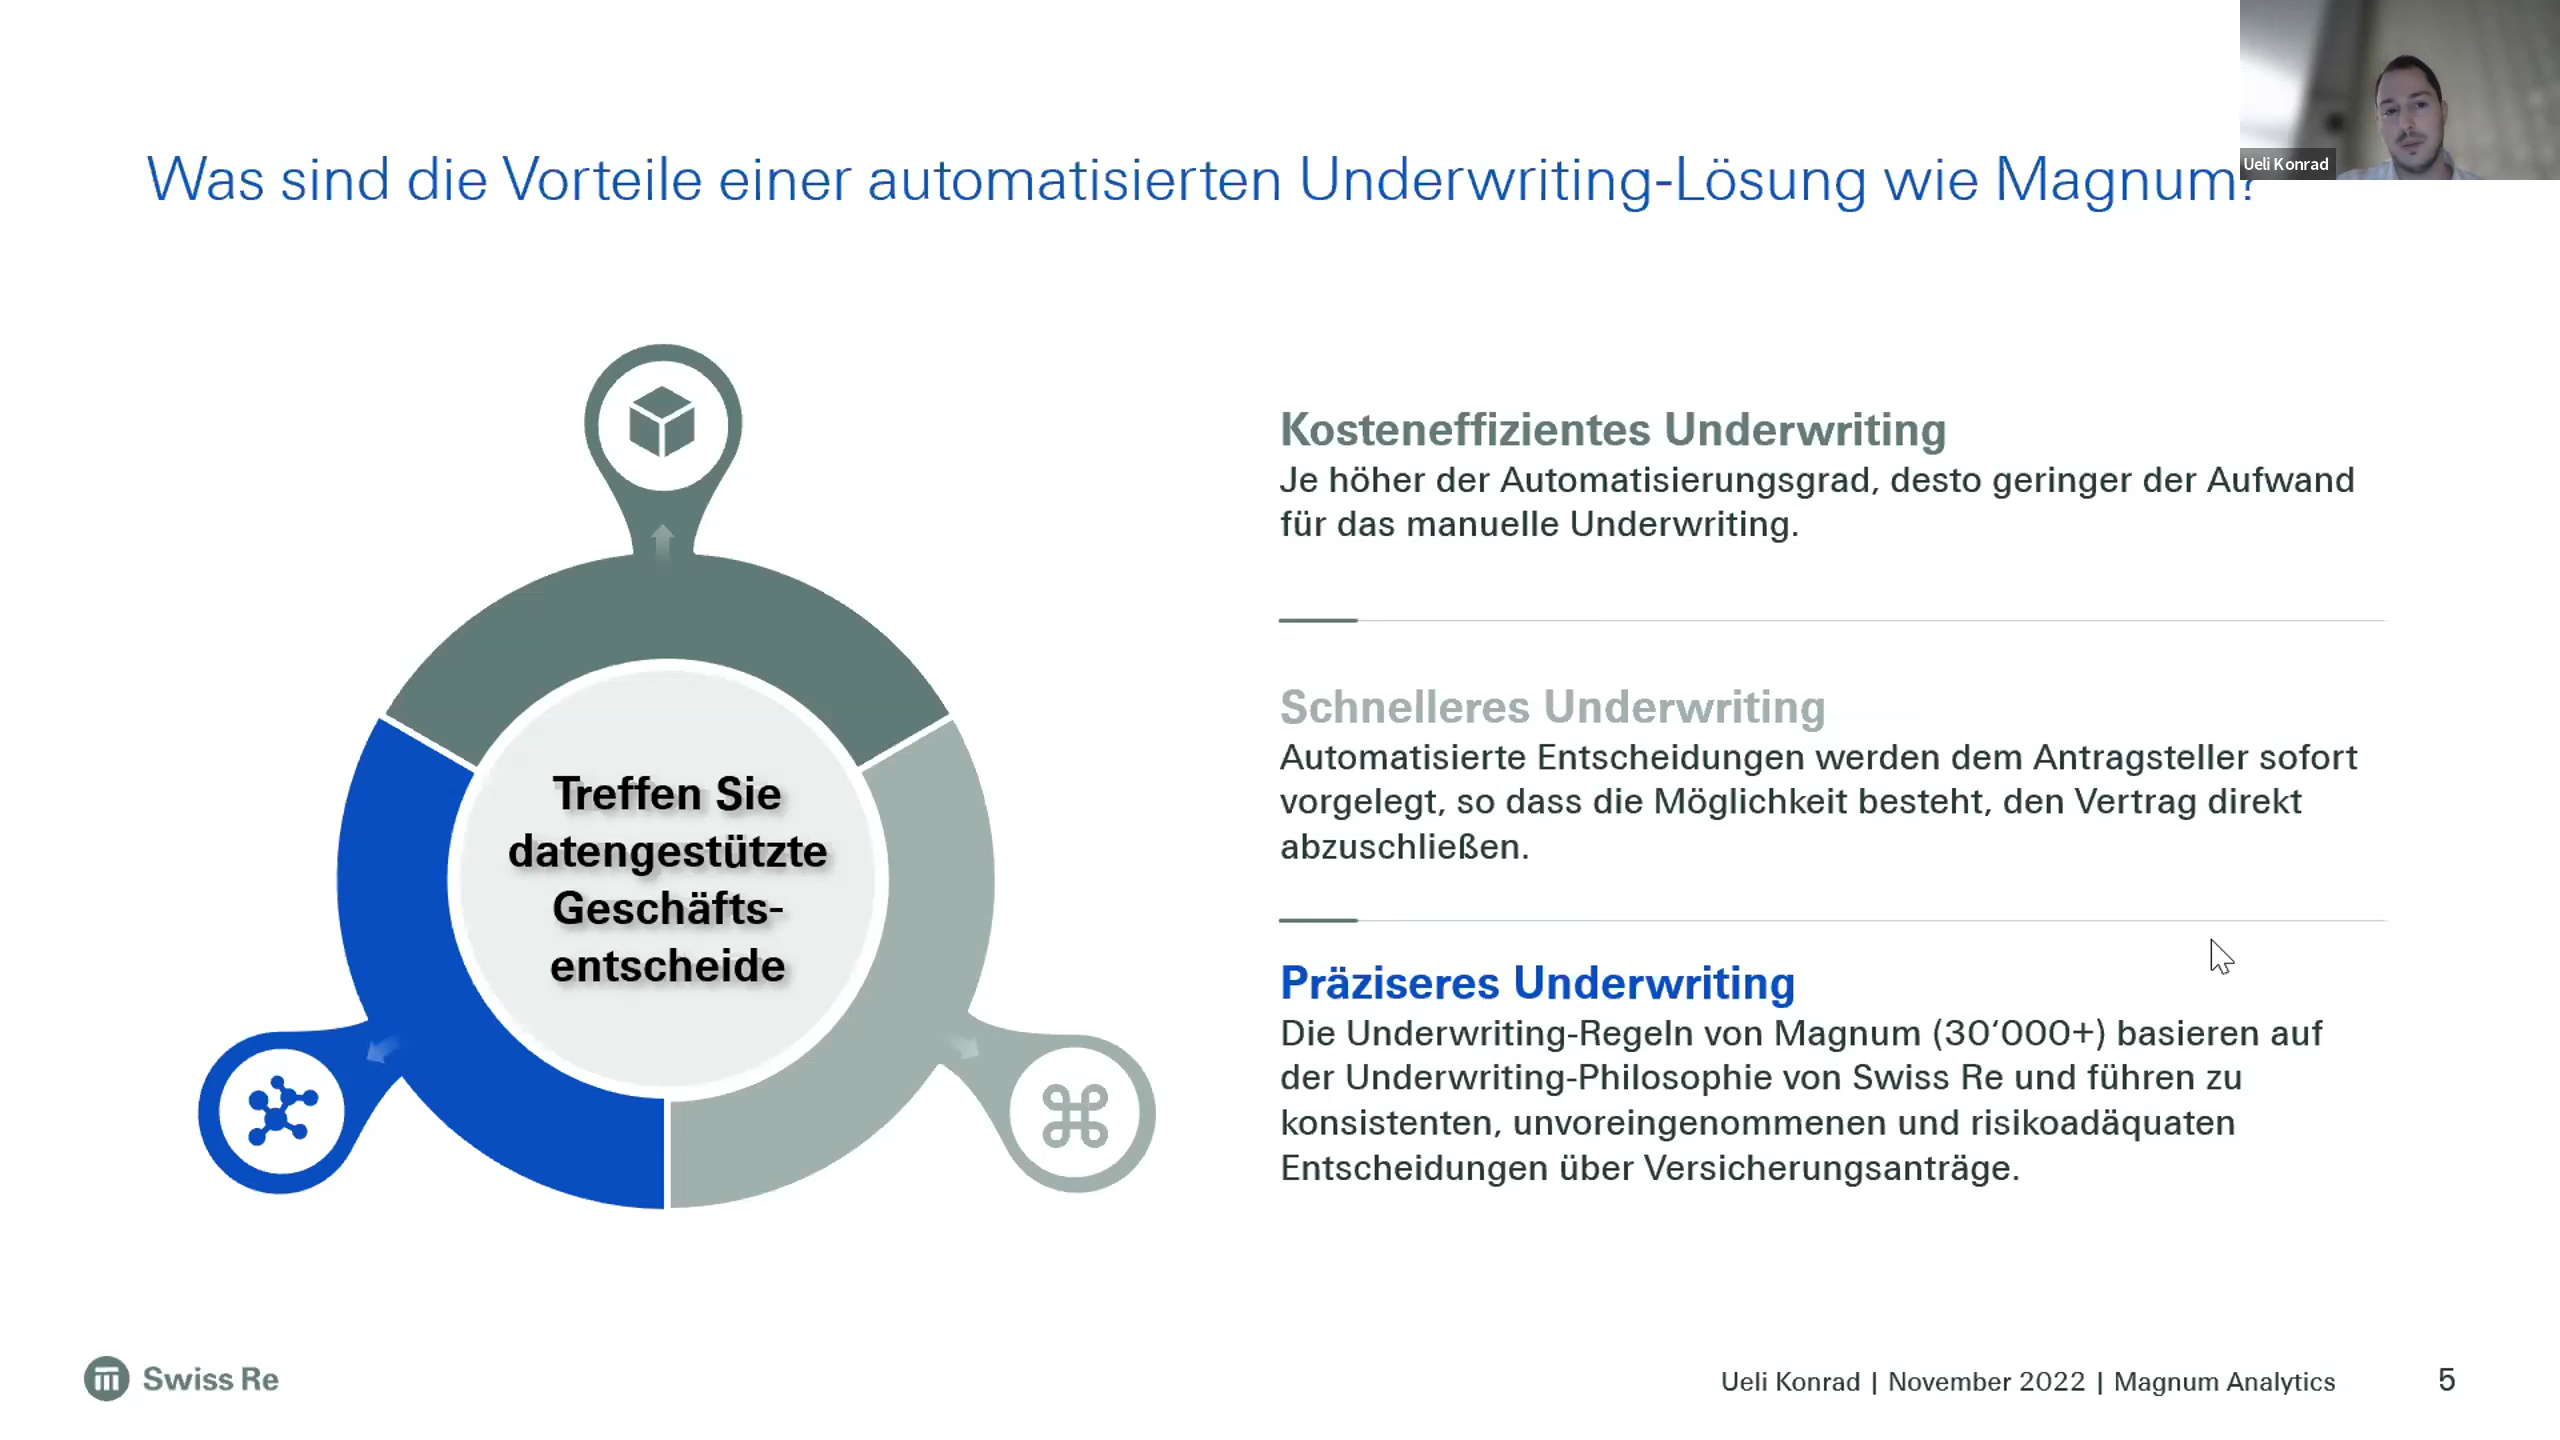 Ueli Konrad
Was sind die Vorteile einer automatisierten Underwriting-Lösung wie Magnum?
Treffen Sie
datengestützte
Geschäfts-
entscheide
Kosteneffizientes Underwriting
Je höher der Automatisierungsgrad, desto geringer der Aufwand
für das manuelle Underwriting.
Schnelleres Underwriting
Automatisierte Entscheidungen werden dem Antragsteller sofort
vorgelegt, so dass die Möglichkeit besteht, den Vertrag direkt
abzuschließen.
Präziseres Underwriting
Die Underwriting-Regeln von Magnum (30‘000+) basieren auf
der Underwriting-Philosophie von Swiss Re und führen zu
konsistenten, unvoreingenommenen und risikoadäquaten
Entscheidungen über Versicherungsanträge.
Swiss Re
Ueli Konrad | November 2022 | Magnum Analytics
5